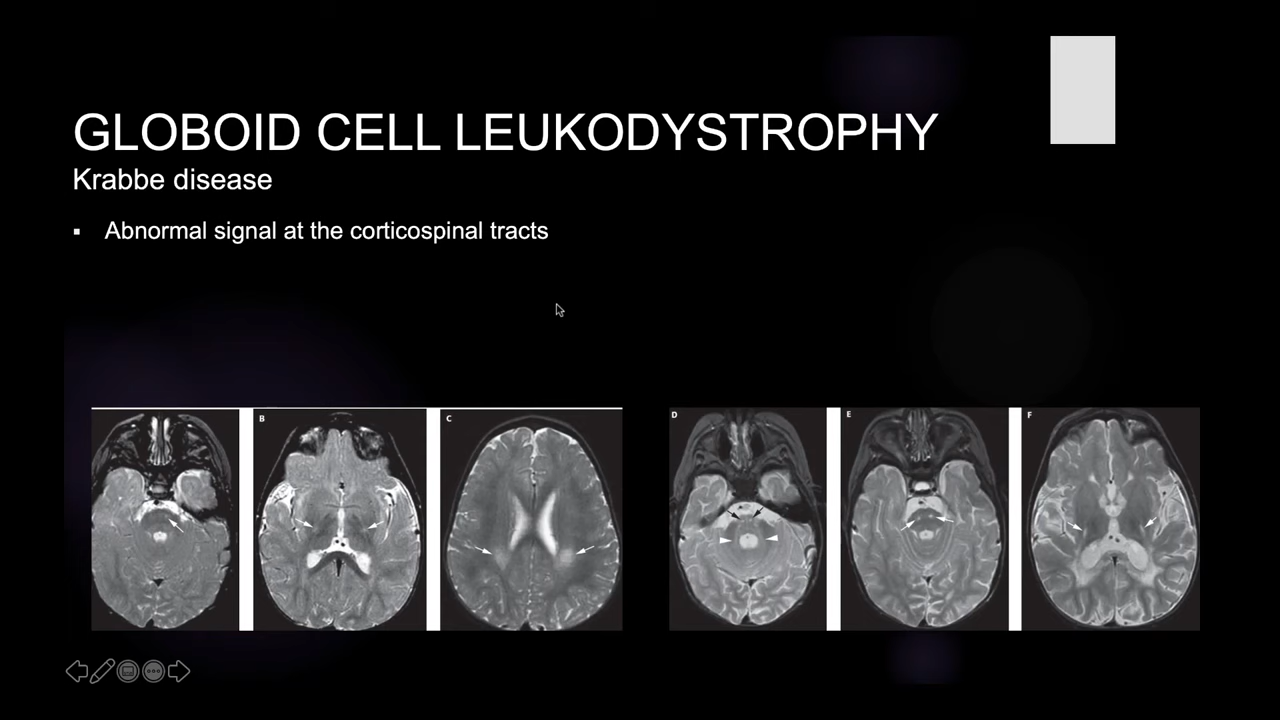 GLOBOID CELL LEUKODYSTROPHY
Krabbe disease
▪ Abnormal signal at the corticospinal tracts
B
C
D
E
F